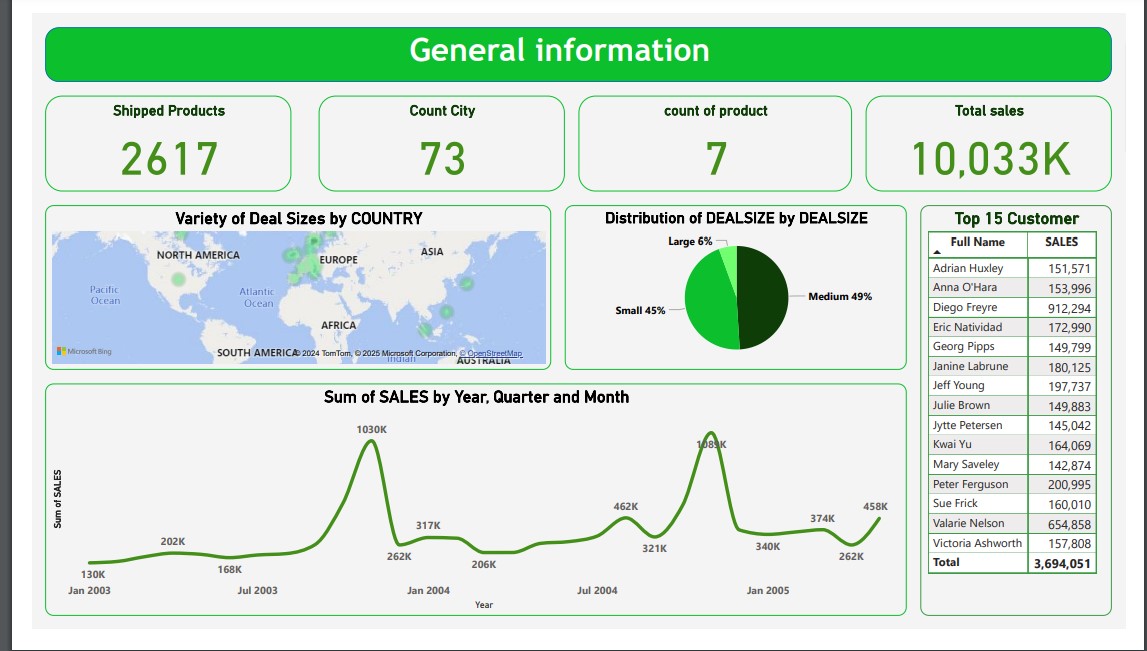 General information
Shipped Products
2617
Count City
73
count of product
7
Total sales
10,033K
Variety of Deal Sizes by COUNTRY
NORTH AMERICA
EUROPE
ASIA
Pacific
Ocean
Atlantic
Ocean
AFRICA
Microsoft Bing
SOUTH AMERICA
© 2024 TomTom, © 2025 Microsoft Corporation, © OpenStreetMap
Indian
AUSTRALIA
Distribution of DEALSIZE by DEALSIZE
Large 6%
Small 45%
Medium 49%
Top 15 Customer
Full Name SALES
Adrian Huxley 151,571
Anna O'Hara 153,996
Diego Freyre 912,294
Eric Natividad 172,990
Georg Pipps 149,799
Janine Labrune 180,125
Jeff Young 197,737
Julie Brown 149,883
Jytte Petersen 145,042
Kwai Yu 164,069
Mary Saveley 142,874
Peter Ferguson 200,995
Sue Frick 160,010
Valarie Nelson 654,858
Victoria Ashworth 157,808
Total 3,694,051
Sum of SALES by Year, Quarter and Month
Sum of SALES
130K
202K
168K
1030K
262K
317K
206K
462K
321K
1089K
340K
374K
262K
458K
Jan 2003 Jul 2003 Jan 2004 Jul 2004 Jan 2005
Year